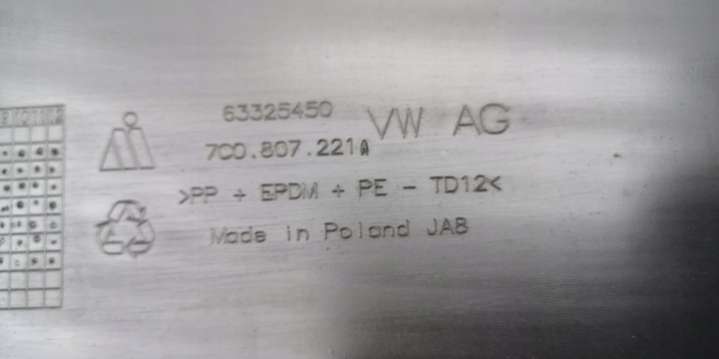 63325450
VW AG
7C0.807.221A
>PP + EPDM + PE - TD12<
Made in Poland JAB